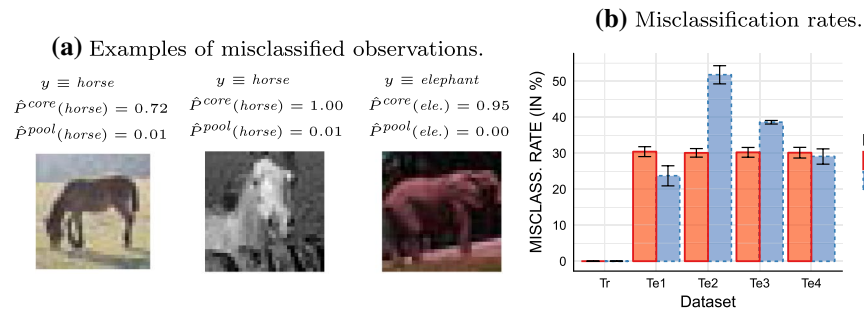 (a) Examples of misclassified observations.
y ≡ horse
P̂core(horse) = 0.72
P̂pool(horse) = 0.01
y ≡ horse
P̂core(horse) = 1.00
P̂pool(horse) = 0.01
y ≡ elephant
P̂core(ele.) = 0.95
P̂pool(ele.) = 0.00
(b) Misclassification rates.
MISCLASS. RATE (IN %)
50
40
30
20
10
0
Tr Te1 Te2 Te3 Te4
Dataset